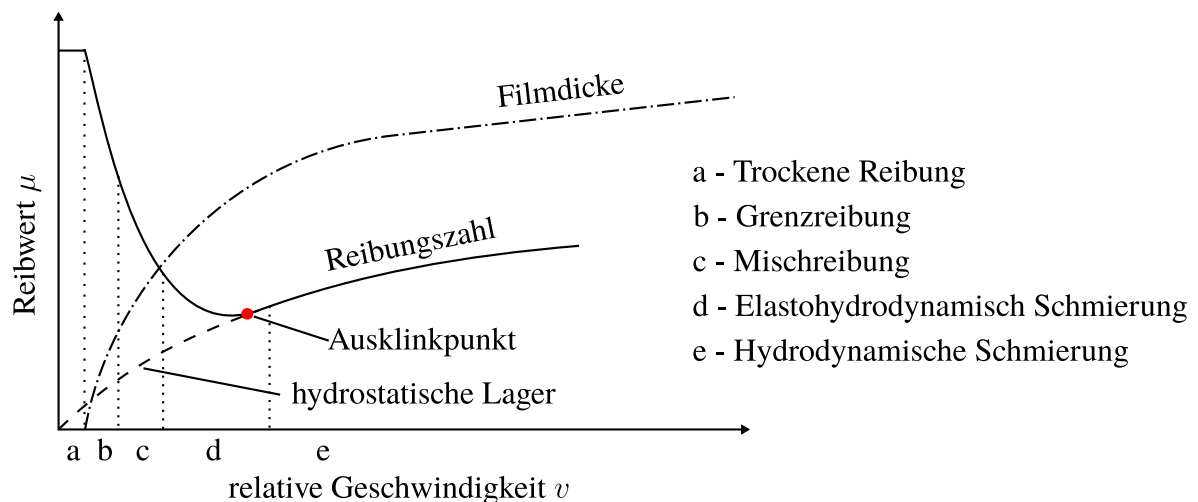 Reibwert μ
Filmdicke
Reibungszahl
Ausklinkpunkt
hydrostatische Lager
a b c d e
relative Geschwindigkeit v
a - Trockene Reibung
b - Grenzreibung
c - Mischreibung
d - Elastohydrodynamisch Schmierung
e - Hydrodynamische Schmierung